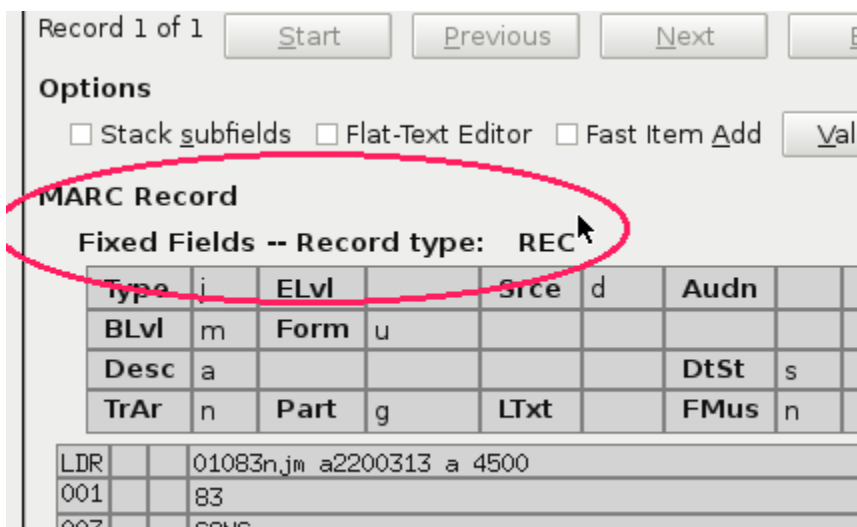 Record 1 of 1 Start Previous Next
Options
Stack subfields Flat-Text Editor Fast Item Add Val
MARC Record
Fixed Fields -- Record type: REC
Type j ELvl Srce d Audn
BLvl m Form u
Desc a DtSt s
TrAr n Part g LTxt FMus n
LDR 01083njm a2200313 a 4500
001 83